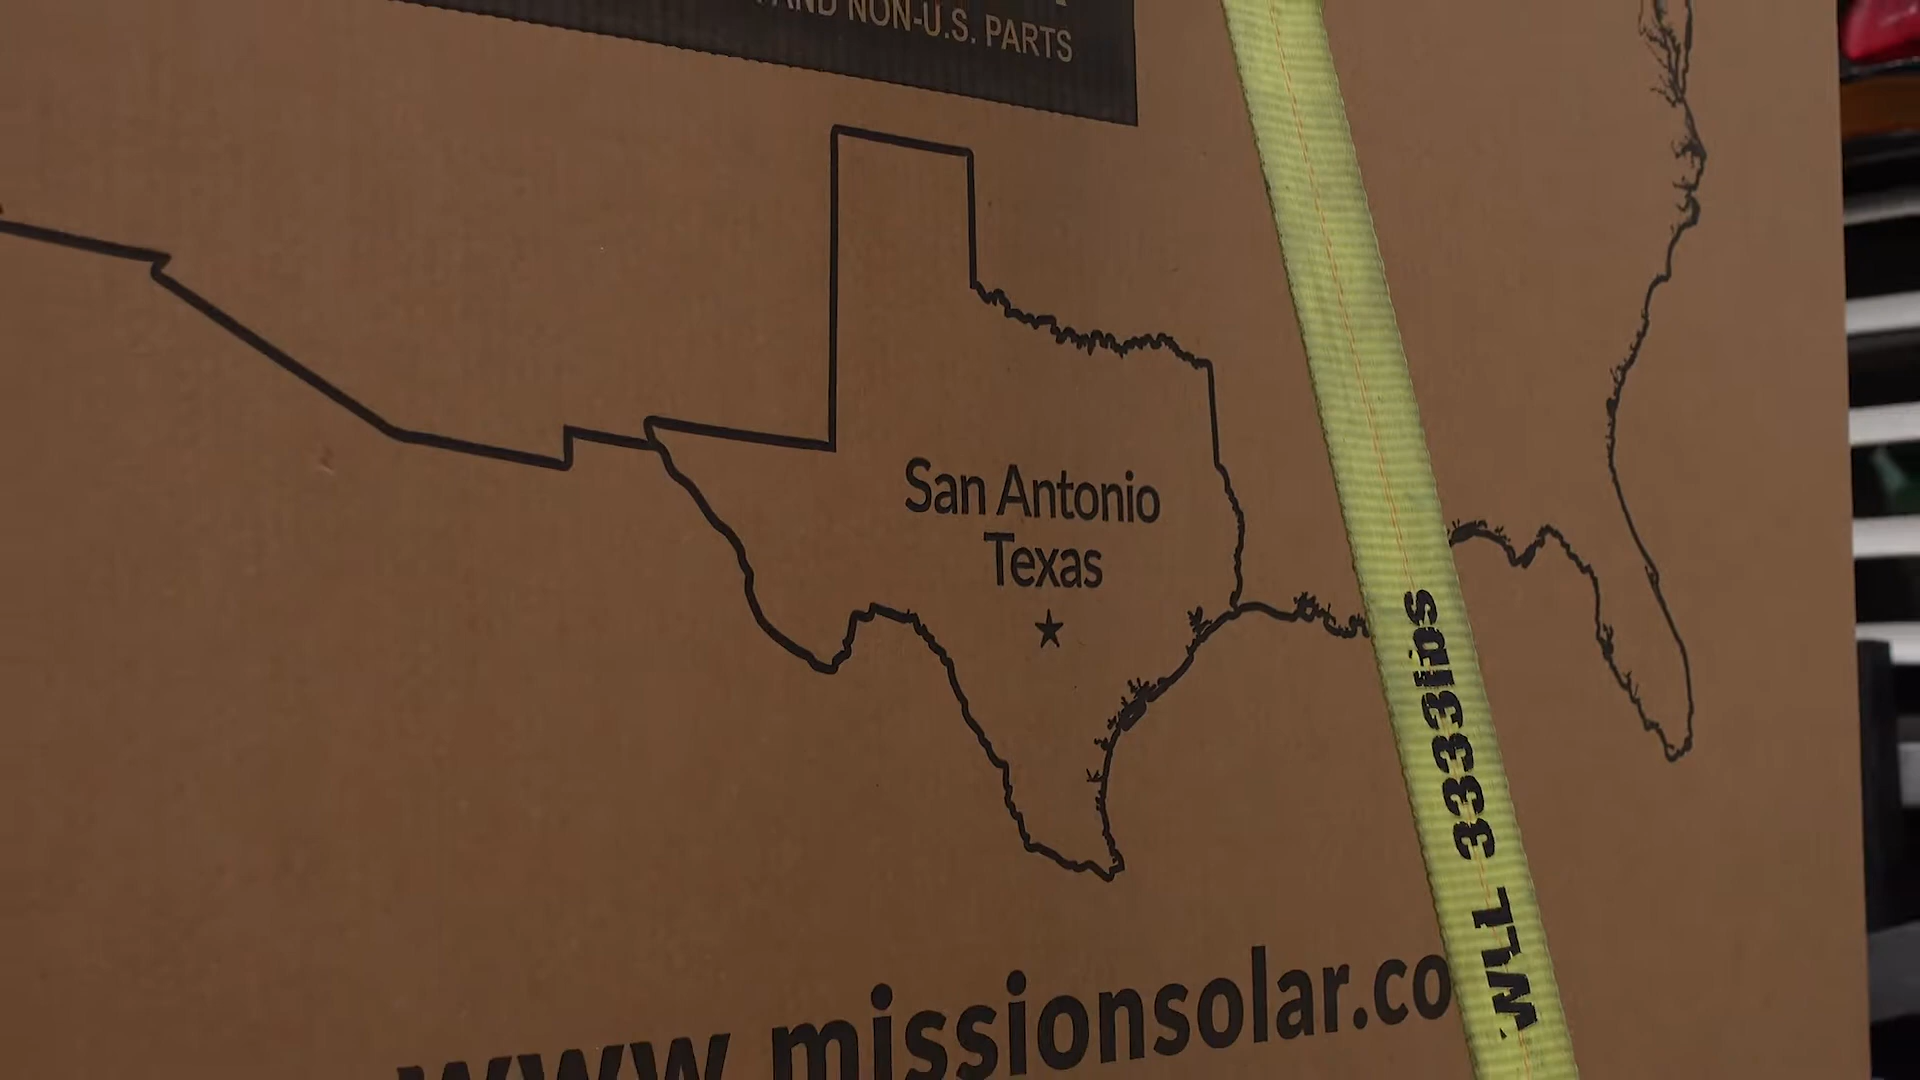 AND NON-U.S. PARTS
San Antonio
Texas
www.missionsolar.co
WLL 3333lbs